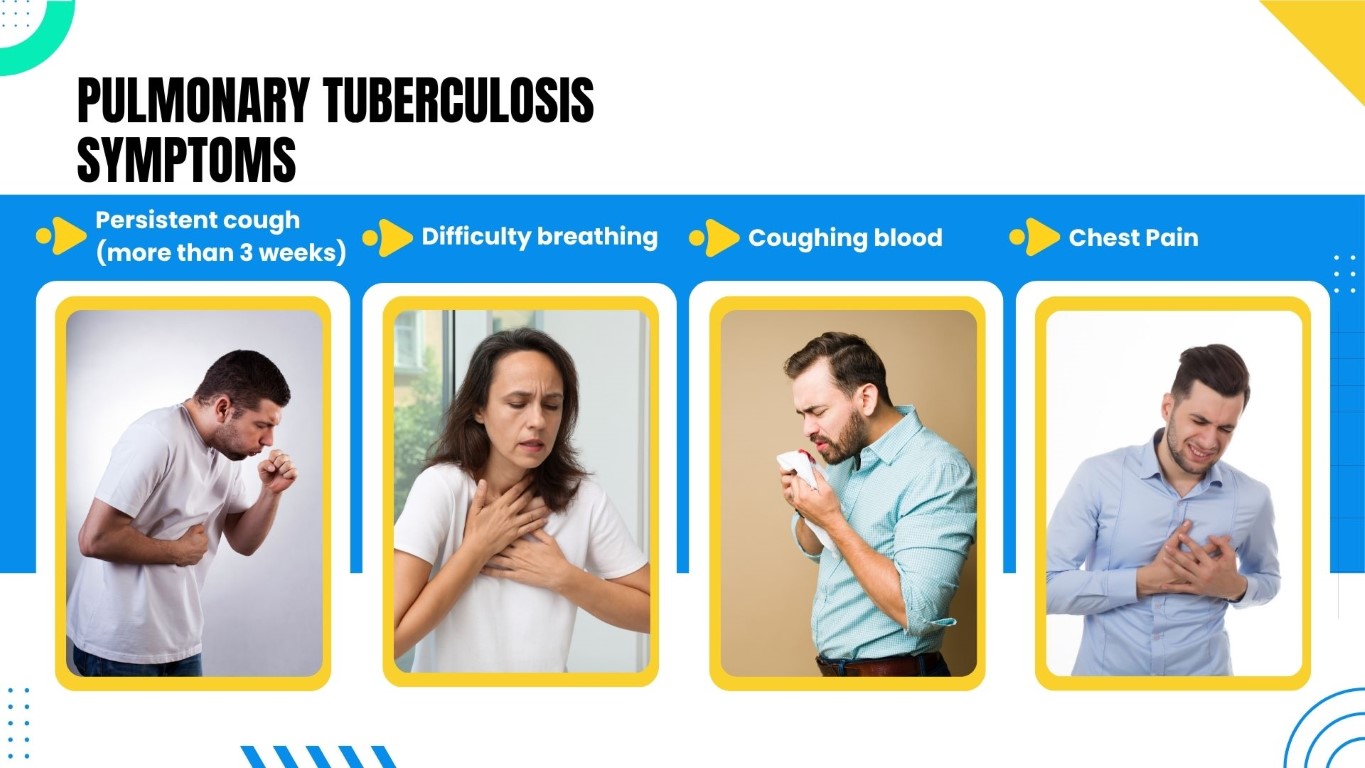 PULMONARY TUBERCULOSIS
SYMPTOMS
Persistent cough
(more than 3 weeks)
Difficulty breathing
Coughing blood
Chest Pain